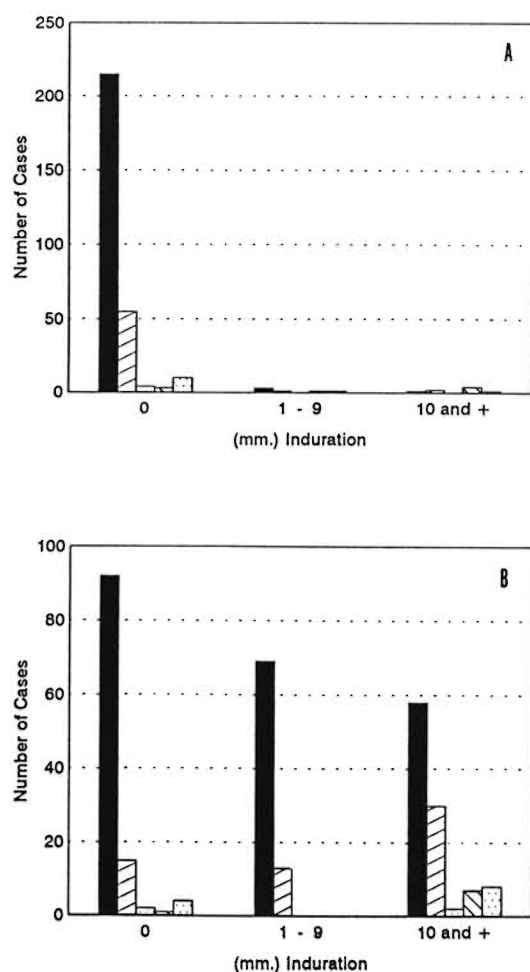 A
250
200
150
100
50
0
Number of Cases
0 1 - 9 10 and +
(mm.) Induration
B
100
80
60
40
20
0
Number of Cases
0 1 - 9 10 and +
(mm.) Induration